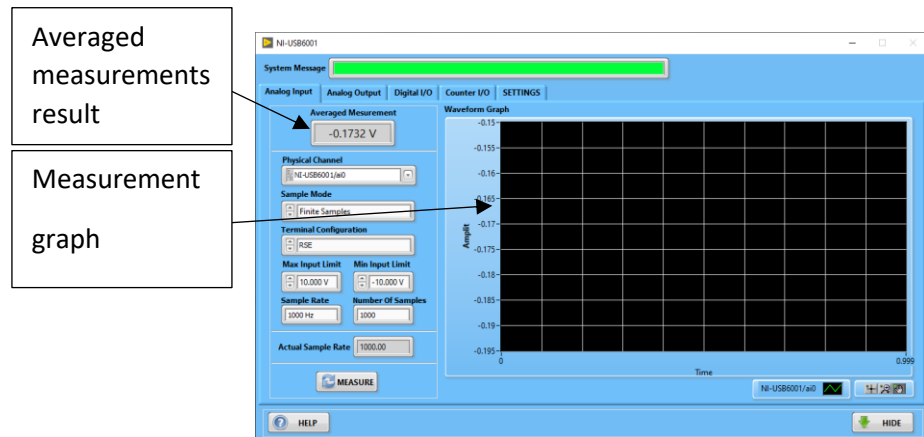 Averaged
measurements
result
Measurement
graph
NI-USB6001
System Message
Analog Input Analog Output Digital I/O Counter I/O SETTINGS
Averaged Mesurement
-0.1732 V
Physical Channel
NI-USB6001/ai0
Sample Mode
Finite Samples
Terminal Configuration
RSE
Max Input Limit Min Input Limit
10.000 V -10.000 V
Sample Rate Number Of Samples
1000 Hz 1000
Actual Sample Rate 1000.00
MEASURE
Waveform Graph
-0.15
-0.155
-0.16
-0.165
-0.17
-0.175
-0.18
-0.185
-0.19
-0.195
Amplit
0 0.999
Time
NI-USB6001/ai0
HELP HIDE